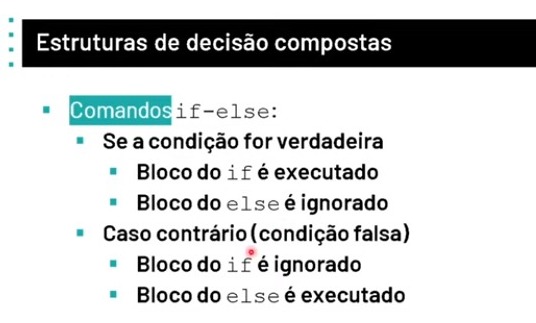 Estruturas de decisão compostas
Comandos if-else:
Se a condição for verdadeira
Bloco do if é executado
Bloco do else é ignorado
Caso contrário (condição falsa)
Bloco do if é ignorado
Bloco do else é executado